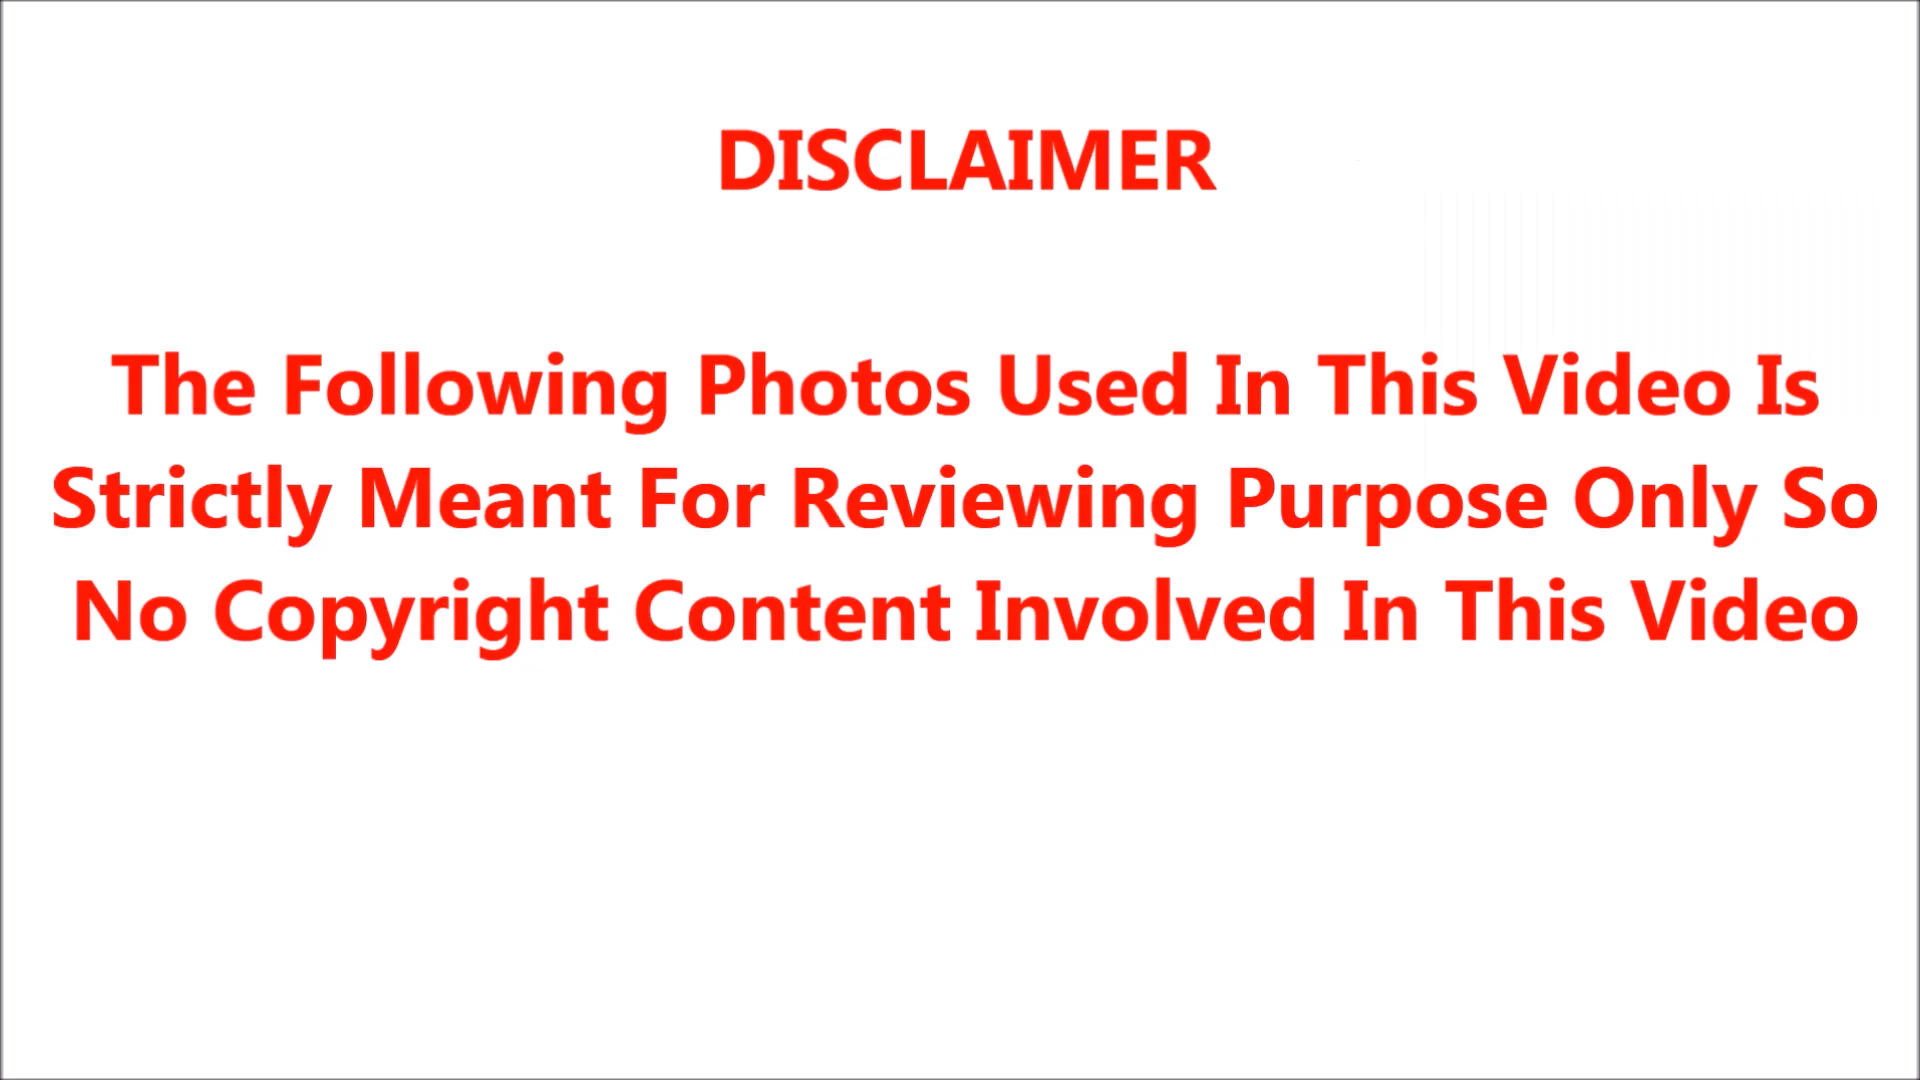 DISCLAIMER
The Following Photos Used In This Video Is
Strictly Meant For Reviewing Purpose Only So
No Copyright Content Involved In This Video